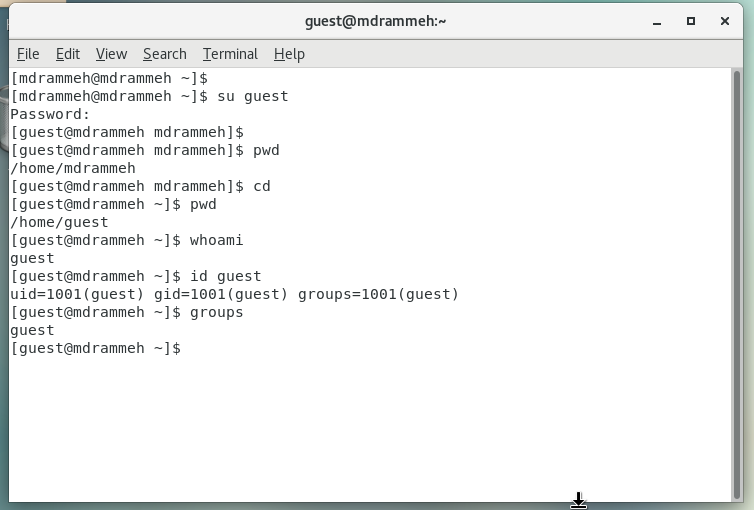 guest@mdrammeh:~
File Edit View Search Terminal Help
[mdrammeh@mdrammeh ~]$
[mdrammeh@mdrammeh ~]$ su guest
Password:
[guest@mdrammeh mdrammeh]$
[guest@mdrammeh mdrammeh]$ pwd
/home/mdrammeh
[guest@mdrammeh mdrammeh]$ cd
[guest@mdrammeh ~]$ pwd
/home/guest
[guest@mdrammeh ~]$ whoami
guest
[guest@mdrammeh ~]$ id guest
uid=1001(guest) gid=1001(guest) groups=1001(guest)
[guest@mdrammeh ~]$ groups
guest
[guest@mdrammeh ~]$